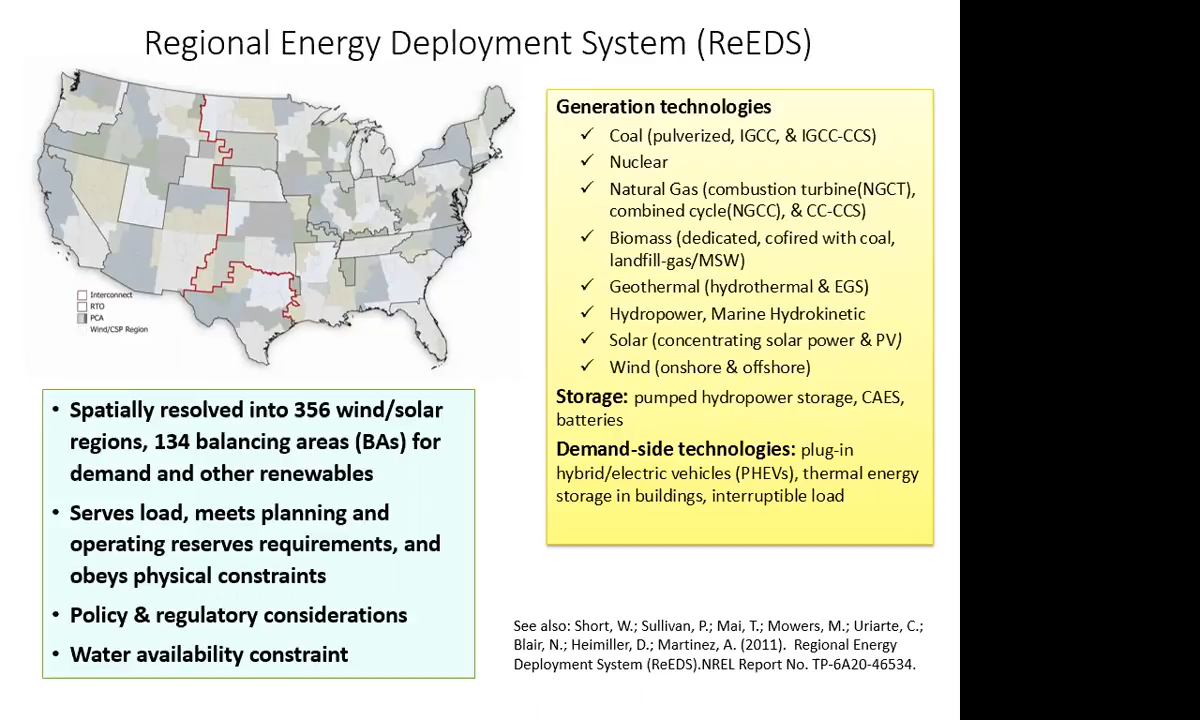 Regional Energy Deployment System (ReEDS)
Interconnect
RTO
PCA
Wind/CSP Region
• Spatially resolved into 356 wind/solar
regions, 134 balancing areas (BAs) for
demand and other renewables
• Serves load, meets planning and
operating reserves requirements, and
obeys physical constraints
• Policy & regulatory considerations
• Water availability constraint
Generation technologies
✓ Coal (pulverized, IGCC, & IGCC-CCS)
✓ Nuclear
✓ Natural Gas (combustion turbine(NGCT),
combined cycle(NGCC), & CC-CCS)
✓ Biomass (dedicated, cofired with coal,
landfill-gas/MSW)
✓ Geothermal (hydrothermal & EGS)
✓ Hydropower, Marine Hydrokinetic
✓ Solar (concentrating solar power & PV)
✓ Wind (onshore & offshore)
Storage: pumped hydropower storage, CAES,
batteries
Demand-side technologies: plug-in
hybrid/electric vehicles (PHEVs), thermal energy
storage in buildings, interruptible load
See also: Short, W.; Sullivan, P.; Mai, T.; Mowers, M.; Uriarte, C.;
Blair, N.; Heimiller, D.; Martinez, A. (2011). Regional Energy
Deployment System (ReEDS).NREL Report No. TP-6A20-46534.